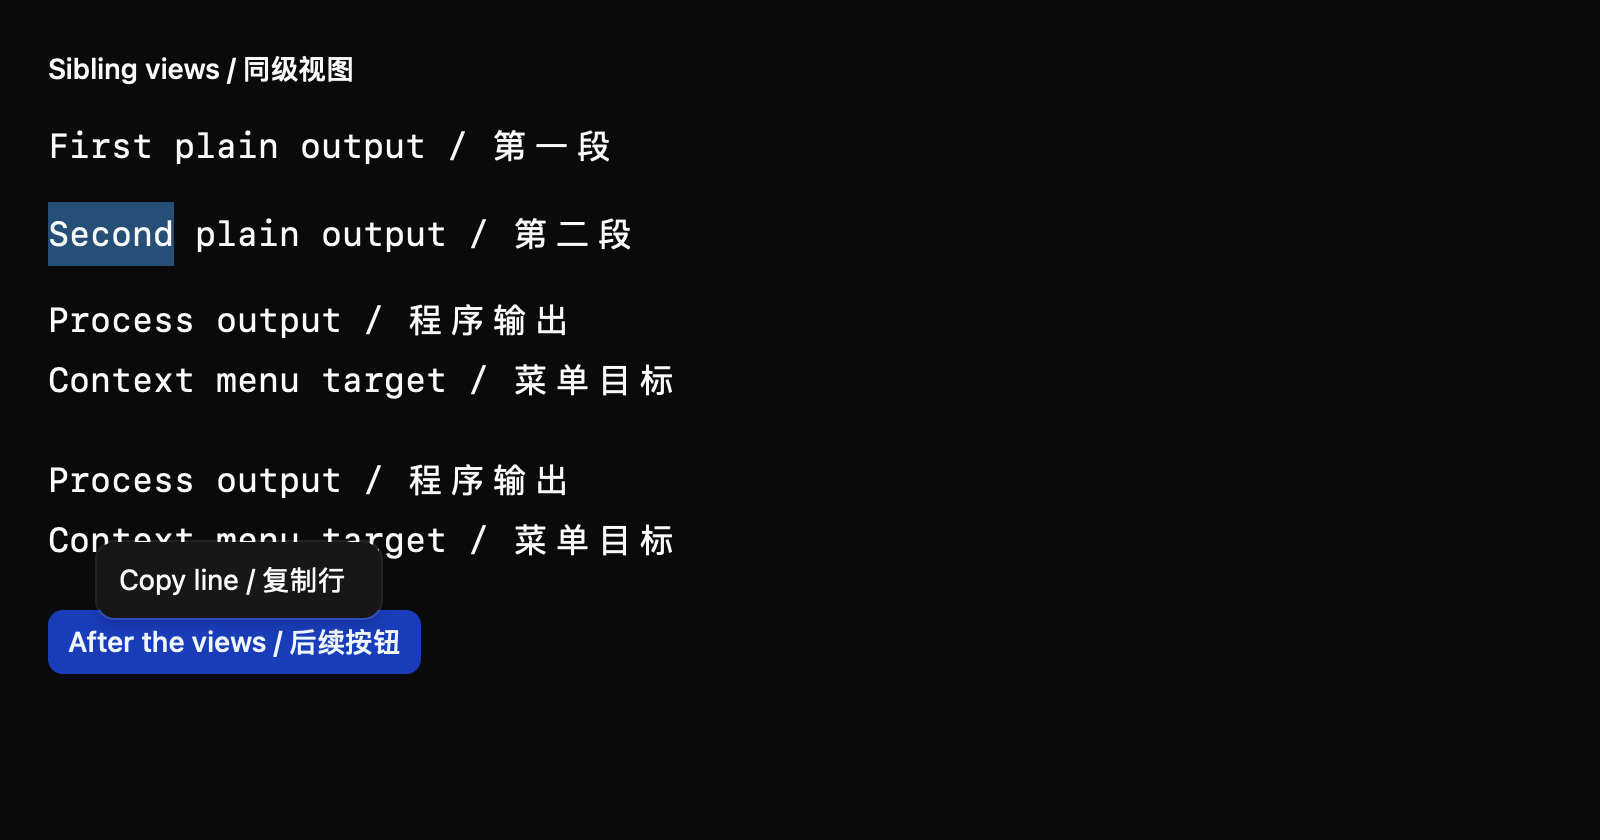 Sibling views / 同级视图
First plain output / 第一段
Second plain output / 第二段
Process output / 程序输出
Context menu target / 菜单目标
Process output / 程序输出
Context menu target / 菜单目标
Copy line / 复制行
After the views / 后续按钮